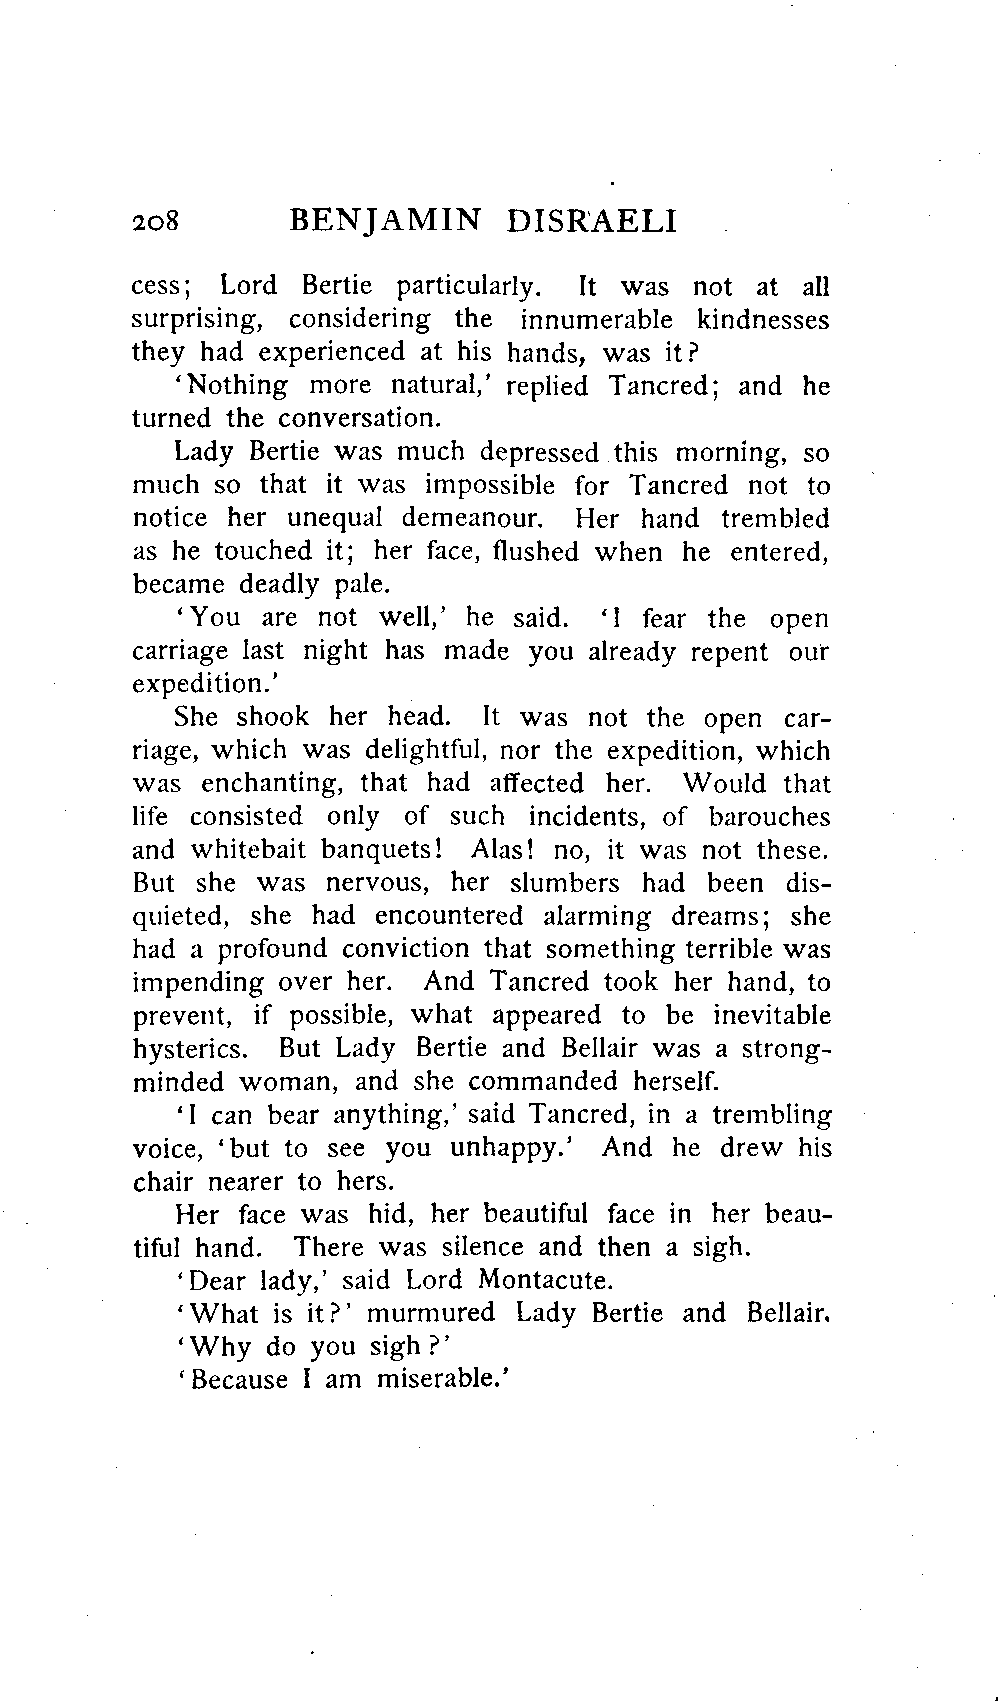 208 BENJAMIN DISRAELI
cess; Lord Bertie particularly. It was not at all
surprising, considering the innumerable kindnesses
they had experienced at his hands, was it?
‘Nothing more natural,’ replied Tancred; and he
turned the conversation.
Lady Bertie was much depressed this morning, so
much so that it was impossible for Tancred not to
notice her unequal demeanour. Her hand trembled
as he touched it; her face, flushed when he entered,
became deadly pale.
‘You are not well,’ he said. ‘I fear the open
carriage last night has made you already repent our
expedition.’
She shook her head. It was not the open car-
riage, which was delightful, nor the expedition, which
was enchanting, that had affected her. Would that
life consisted only of such incidents, of barouches
and whitebait banquets! Alas! no, it was not these.
But she was nervous, her slumbers had been dis-
quieted, she had encountered alarming dreams; she
had a profound conviction that something terrible was
impending over her. And Tancred took her hand, to
prevent, if possible, what appeared to be inevitable
hysterics. But Lady Bertie and Bellair was a strong-
minded woman, and she commanded herself.
‘I can bear anything,’ said Tancred, in a trembling
voice, ‘but to see you unhappy.’ And he drew his
chair nearer to hers.
Her face was hid, her beautiful face in her beau-
tiful hand. There was silence and then a sigh.
‘Dear lady,’ said Lord Montacute.
‘What is it?’ murmured Lady Bertie and Bellair.
‘Why do you sigh?’
‘Because I am miserable.’